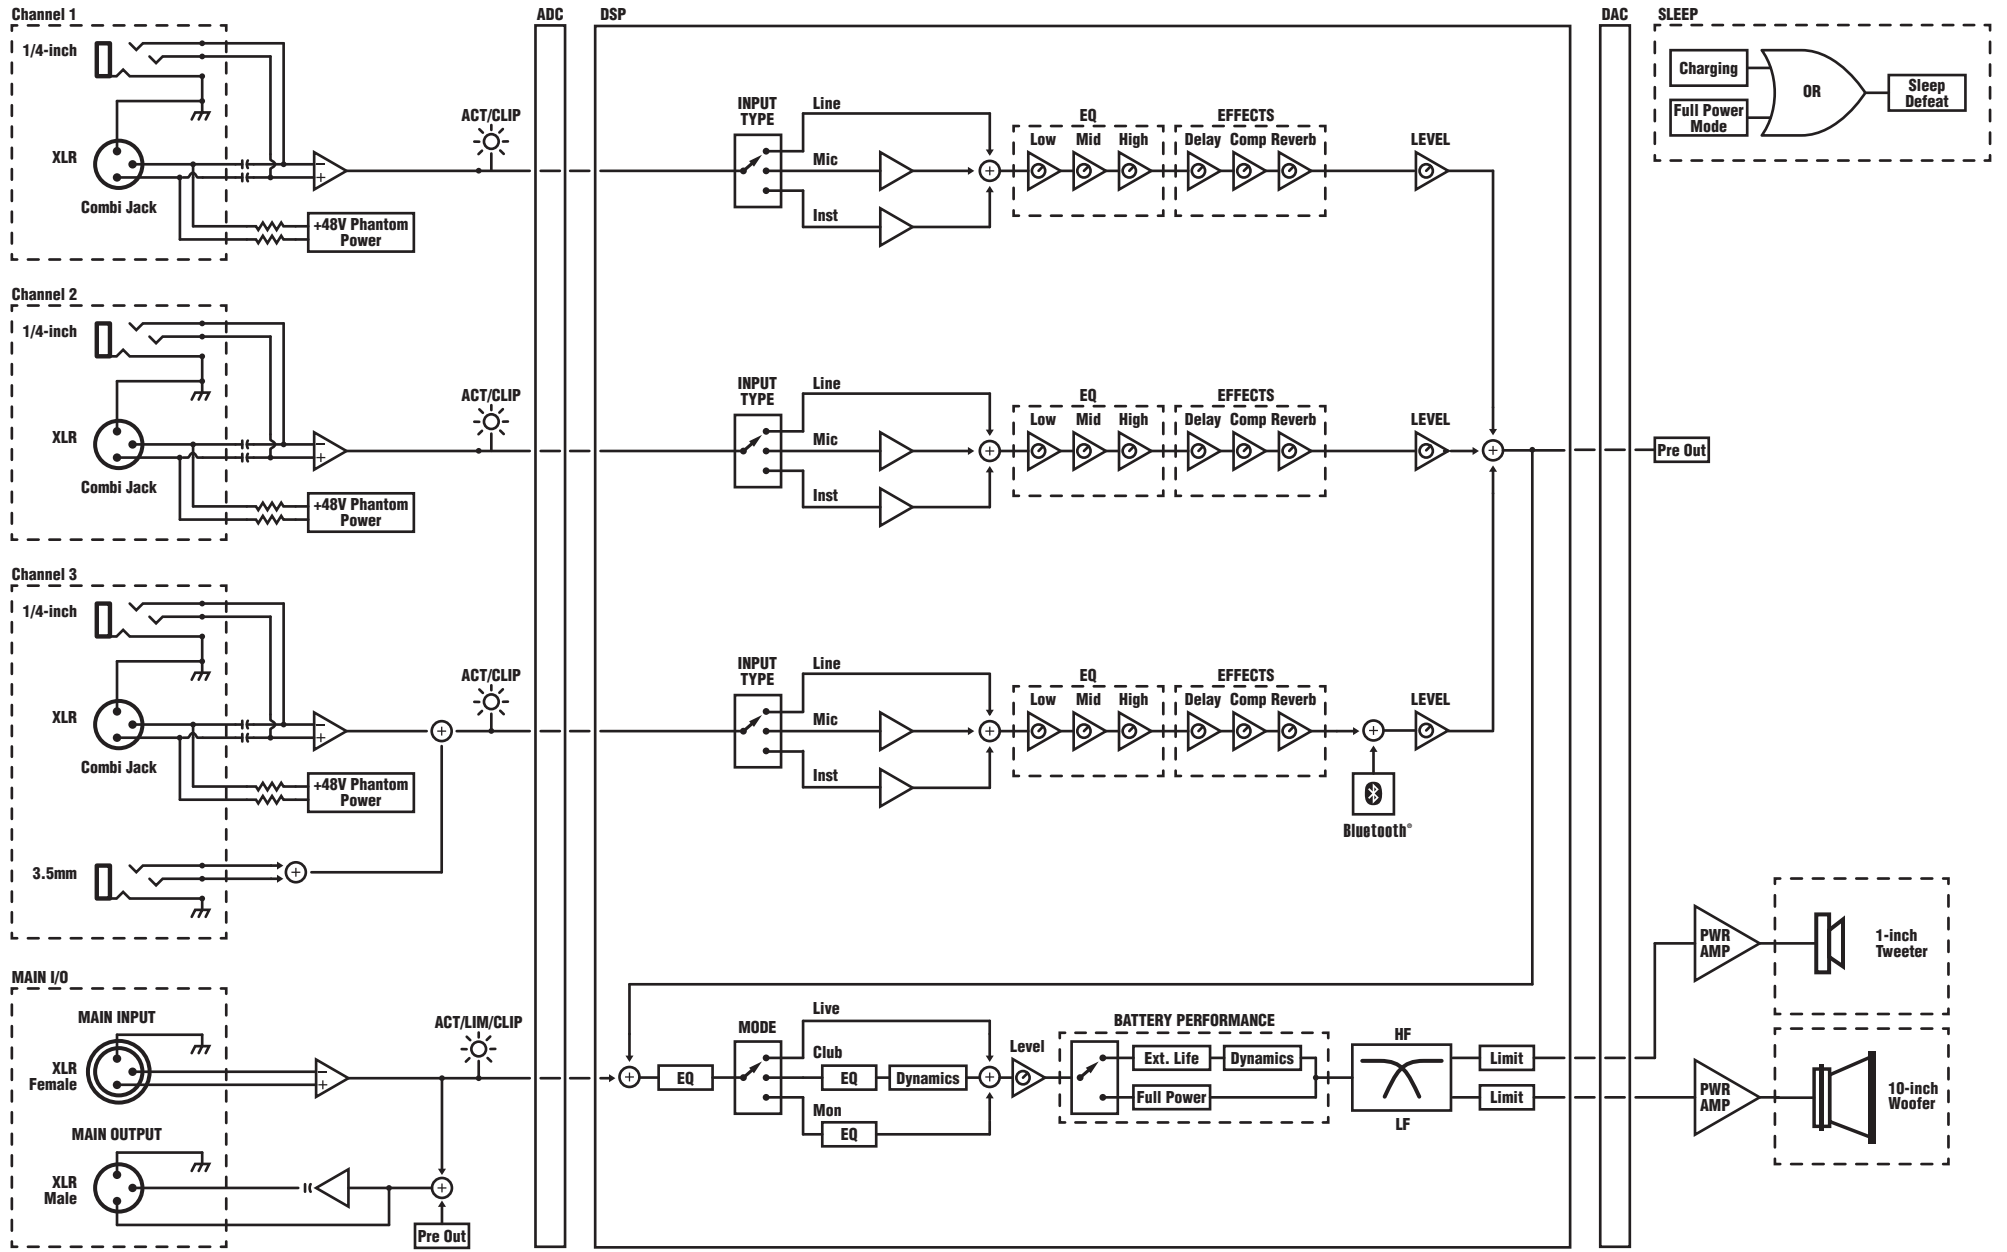 Channel 1
ADC
DSP
DAC
SLEEP
1/4-inch
XLR
Combi Jack
+48V Phantom
Power
ACT/CLIP
INPUT
TYPE
Line
Mic
Inst
EQ
Low Mid High
EFFECTS
Delay Comp Reverb
LEVEL
Charging
Full Power
Mode
OR
Sleep
Defeat
Channel 2
1/4-inch
XLR
Combi Jack
+48V Phantom
Power
ACT/CLIP
INPUT
TYPE
Line
Mic
Inst
EQ
Low Mid High
EFFECTS
Delay Comp Reverb
LEVEL
Pre Out
Channel 3
1/4-inch
XLR
Combi Jack
+48V Phantom
Power
3.5mm
ACT/CLIP
INPUT
TYPE
Line
Mic
Inst
EQ
Low Mid High
EFFECTS
Delay Comp Reverb
LEVEL
Bluetooth®
MAIN I/O
MAIN INPUT
XLR
Female
MAIN OUTPUT
XLR
Male
Pre Out
ACT/LIM/CLIP
EQ
MODE
Live
Club
EQ
Dynamics
Mon
EQ
Level
BATTERY PERFORMANCE
Ext. Life
Dynamics
Full Power
HF
LF
Limit
Limit
PWR
AMP
1-inch
Tweeter
PWR
AMP
10-inch
Woofer